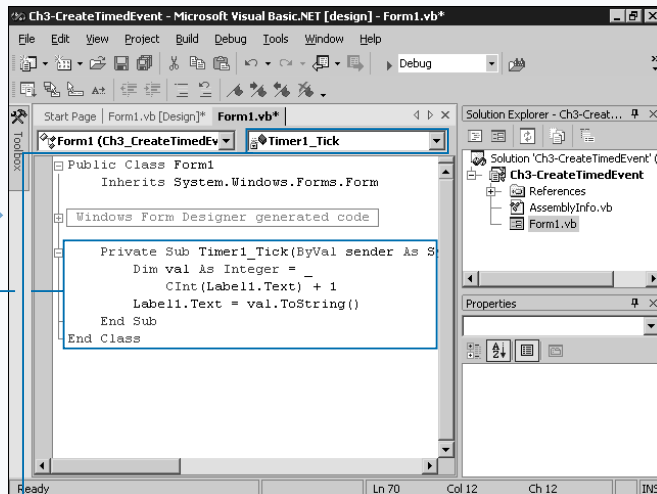 Ch3-CreateTimedEvent - Microsoft Visual Basic.NET [design] - Form1.vb*
File Edit View Project Build Debug Tools Window Help
Debug
Start Page Form1.vb [Design]* Form1.vb*
Toolbox
Form1 (Ch3_CreateTimedEv
Timer1_Tick
Public Class Form1
Inherits System.Windows.Forms.Form
Windows Form Designer generated code
Private Sub Timer1_Tick(ByVal sender As S
Dim val As Integer = _
CInt(Label1.Text) + 1
Label1.Text = val.ToString()
End Sub
End Class
Solution Explorer - Ch3-Creat...
Solution 'Ch3-CreateTimedEvent' (
Ch3-CreateTimedEvent
References
AssemblyInfo.vb
Form1.vb
Properties
Ready Ln 70 Col 12 Ch 12 INS